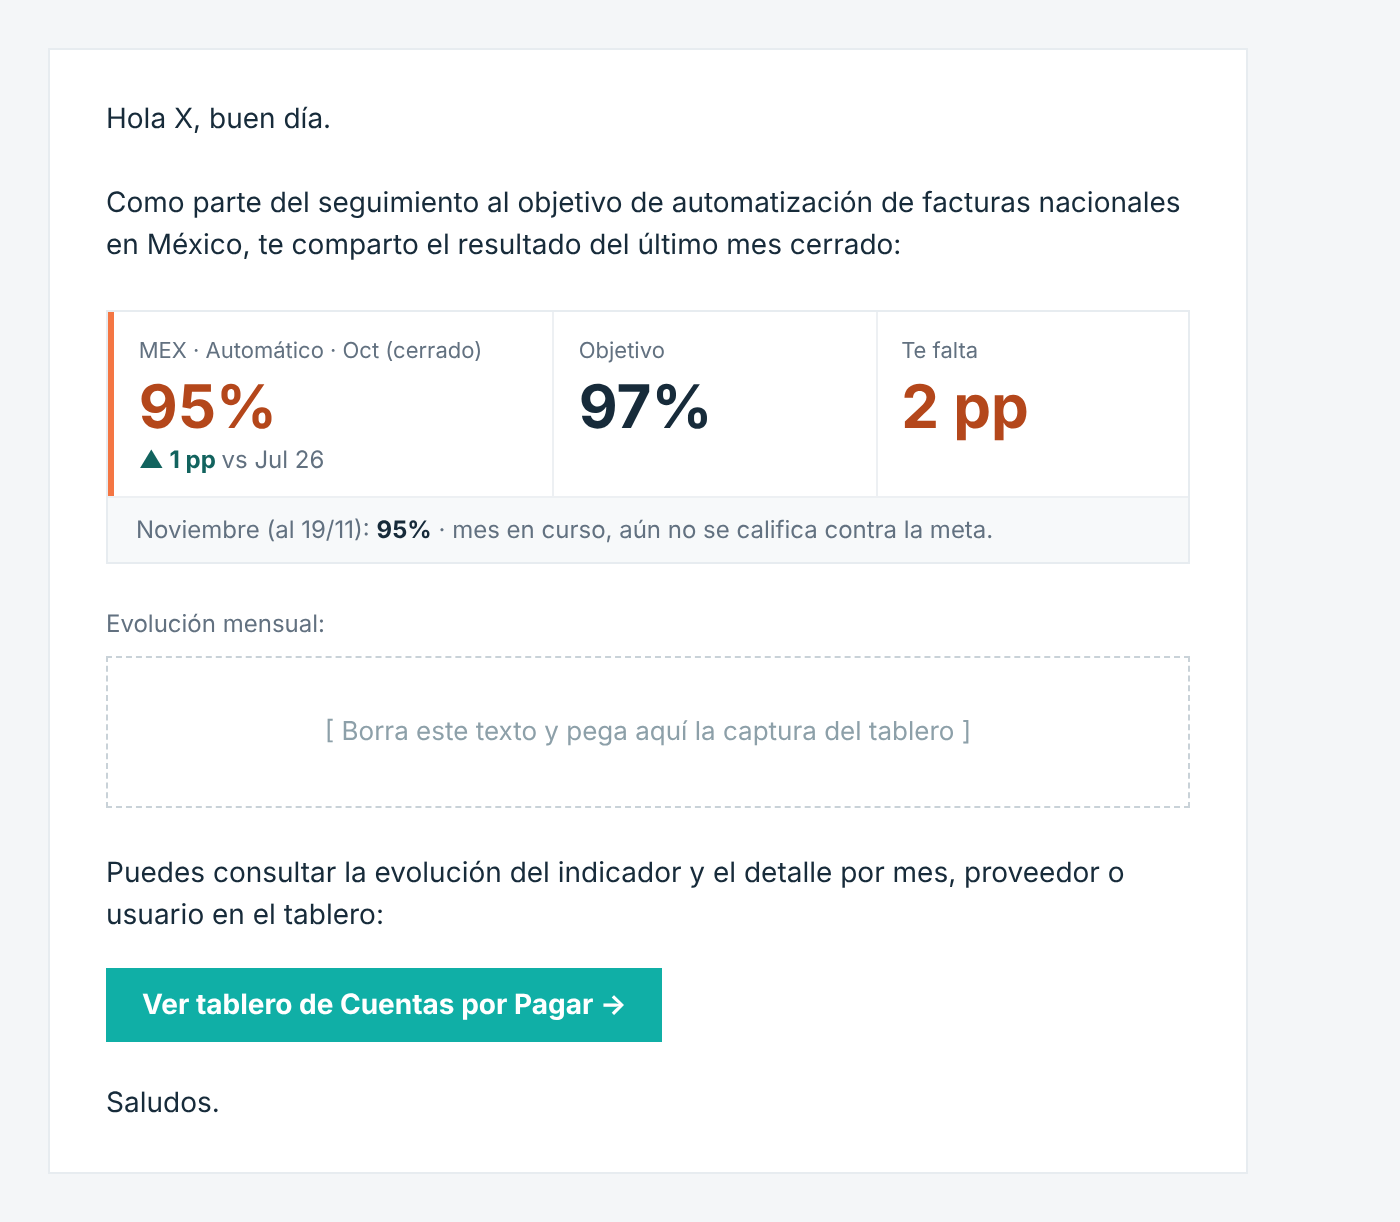 Hola X, buen día.
Como parte del seguimiento al objetivo de automatización de facturas nacionales
en México, te comparto el resultado del último mes cerrado:
MEX · Automático · Oct (cerrado)
95%
▲ 1 pp vs Jul 26
Objetivo
97%
Te falta
2 pp
Noviembre (al 19/11): 95% · mes en curso, aún no se califica contra la meta.
Evolución mensual:
[ Borra este texto y pega aquí la captura del tablero ]
Puedes consultar la evolución del indicador y el detalle por mes, proveedor o
usuario en el tablero:
Ver tablero de Cuentas por Pagar →
Saludos.